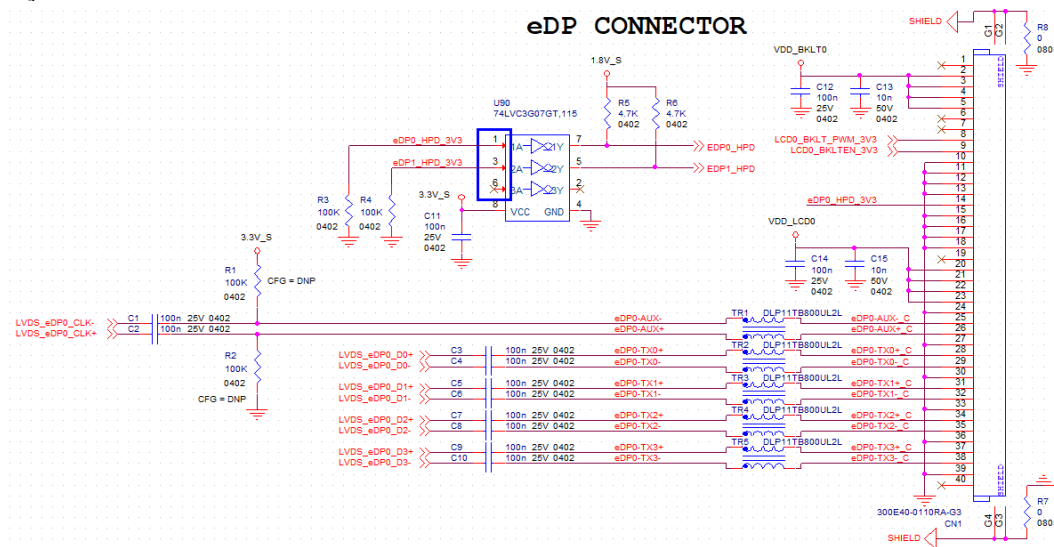 eDP CONNECTOR
SHIELD
G1
G2
R8
0
080
VDD_BKLT0
C12
100n
25V
0402
C13
10n
50V
0402
1.8V_S
R5
4.7K
0402
R6
4.7K
0402
U90
74LVC3G07GT,115
eDP0_HPD_3V3
1
1A
1Y
7
EDP0_HPD
eDP1_HPD_3V3
3
2A
2Y
5
EDP1_HPD
6
3A
3Y
2
8
VCC
GND
4
3.3V_S
C11
100n
25V
0402
R3
100K
0402
R4
100K
0402
LCD0_BKLT_PWM_3V3
LCD0_BKLTEN_3V3
eDP0_HPD_3V3
VDD_LCD0
C14
100n
25V
0402
C15
10n
50V
0402
3.3V_S
R1
100K
0402
CFG = DNP
LVDS_eDP0_CLK-
C1
100n 25V 0402
eDP0-AUX-
TR1
DLP11TB800UL2L
eDP0-AUX-_C
LVDS_eDP0_CLK+
C2
100n 25V 0402
eDP0-AUX+
eDP0-AUX+_C
R2
100K
0402
CFG = DNP
LVDS_eDP0_D0+
C3
100n 25V 0402
eDP0-TX0+
TR2
DLP11TB800UL2L
eDP0-TX0+_C
LVDS_eDP0_D0-
C4
100n 25V 0402
eDP0-TX0-
eDP0-TX0-_C
LVDS_eDP0_D1+
C5
100n 25V 0402
eDP0-TX1+
TR3
DLP11TB800UL2L
eDP0-TX1+_C
LVDS_eDP0_D1-
C6
100n 25V 0402
eDP0-TX1-
eDP0-TX1-_C
LVDS_eDP0_D2+
C7
100n 25V 0402
eDP0-TX2+
TR4
DLP11TB800UL2L
eDP0-TX2+_C
LVDS_eDP0_D2-
C8
100n 25V 0402
eDP0-TX2-
eDP0-TX2-_C
LVDS_eDP0_D3+
C9
100n 25V 0402
eDP0-TX3+
TR5
DLP11TB800UL2L
eDP0-TX3+_C
LVDS_eDP0_D3-
C10
100n 25V 0402
eDP0-TX3-
eDP0-TX3-_C
SHIELD
1
2
3
4
5
6
7
8
9
10
11
12
13
14
15
16
17
18
19
20
21
22
23
24
25
26
27
28
29
30
31
32
33
34
35
36
37
38
39
40
SHIELD
300E40-0110RA-G3
CN1
G4
G3
R7
0
080
SHIELD